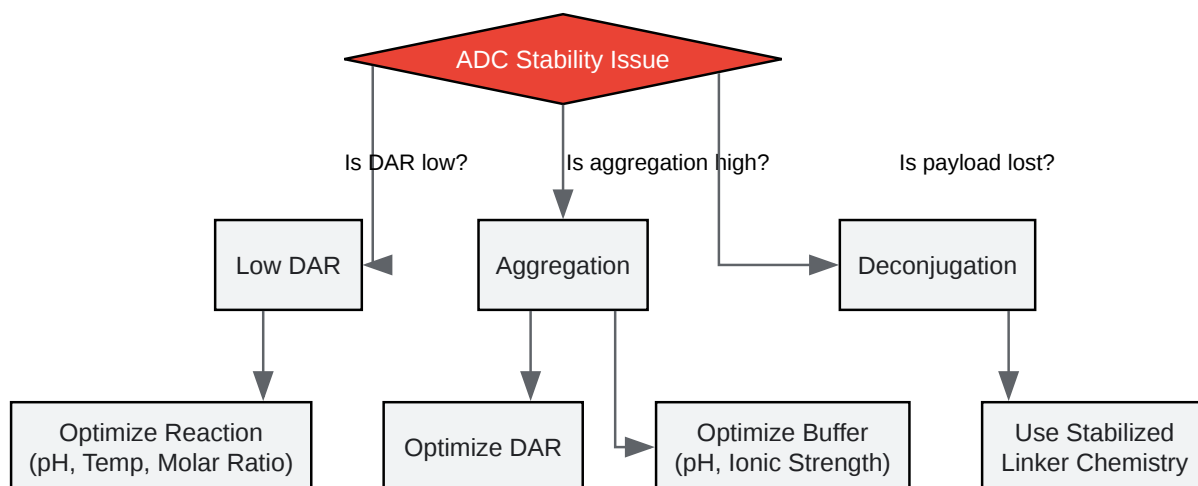 ADC Stability Issue
Is DAR low?
Is aggregation high?
Is payload lost?
Low DAR
Aggregation
Deconjugation
Optimize Reaction
(pH, Temp, Molar Ratio)
Optimize DAR
Optimize Buffer
(pH, Ionic Strength)
Use Stabilized
Linker Chemistry